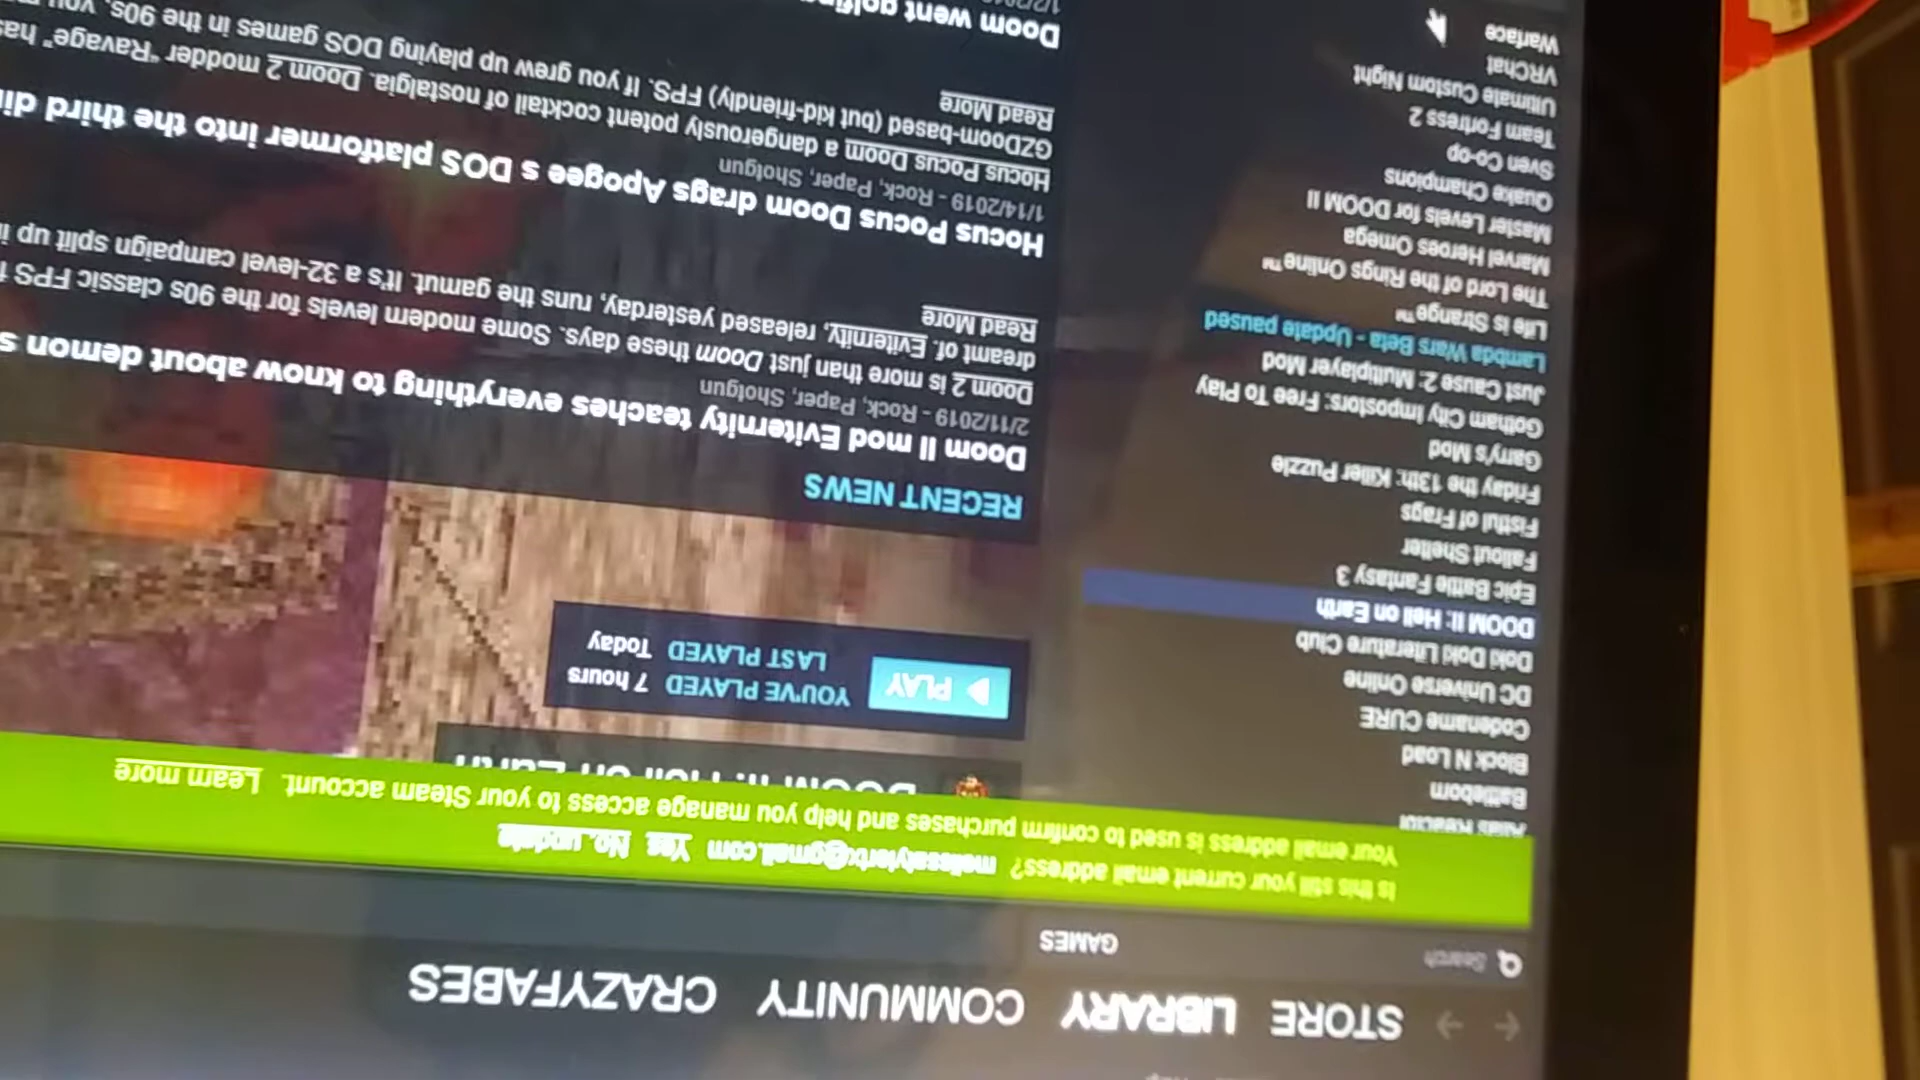 STORE LIBRARY COMMUNITY CRAZYFABES
Search
GAMES
Is this still your current email address? Yes No, update
Your email address is used to confirm purchases and help you manage access to your Steam account. Learn more
Battleborn
Block N Load
Codename CURE
DC Universe Online
Doki Doki Literature Club
DOOM II: Hell on Earth
Epic Battle Fantasy 3
Fallout Shelter
Fistful of Frags
Friday the 13th: Killer Puzzle
Garry's Mod
Gotham City Impostors: Free To Play
Just Cause 2: Multiplayer Mod
Lambda Wars Beta - Update paused
Life is Strange™
The Lord of the Rings Online™
Marvel Heroes Omega
Master Levels for DOOM II
Quake Champions
Sven Co-op
Team Fortress 2
Ultimate Custom Night
VRChat
Warface
DOOM II: Hell on Earth
PLAY
YOU'VE PLAYED 7 hours
LAST PLAYED Today
RECENT NEWS
Doom II mod Eviternity teaches everything to know about demon s
2/11/2019 - Rock, Paper, Shotgun
Doom 2 is more than just Doom these days. Some modern levels for the 90s classic FPS
dreamt of. Eviternity, released yesterday, runs the gamut. It's a 32-level campaign split up
Read More
Hocus Pocus Doom drags Apogee s DOS platformer into the third di
1/14/2019 - Rock, Paper, Shotgun
Hocus Pocus Doom a dangerously potent cocktail of nostalgia. Doom 2 modder "Ravage" has
GZDoom-based (but kid-friendly) FPS. If you grew up playing DOS games in the 90s, you
Read More
Doom went golfing